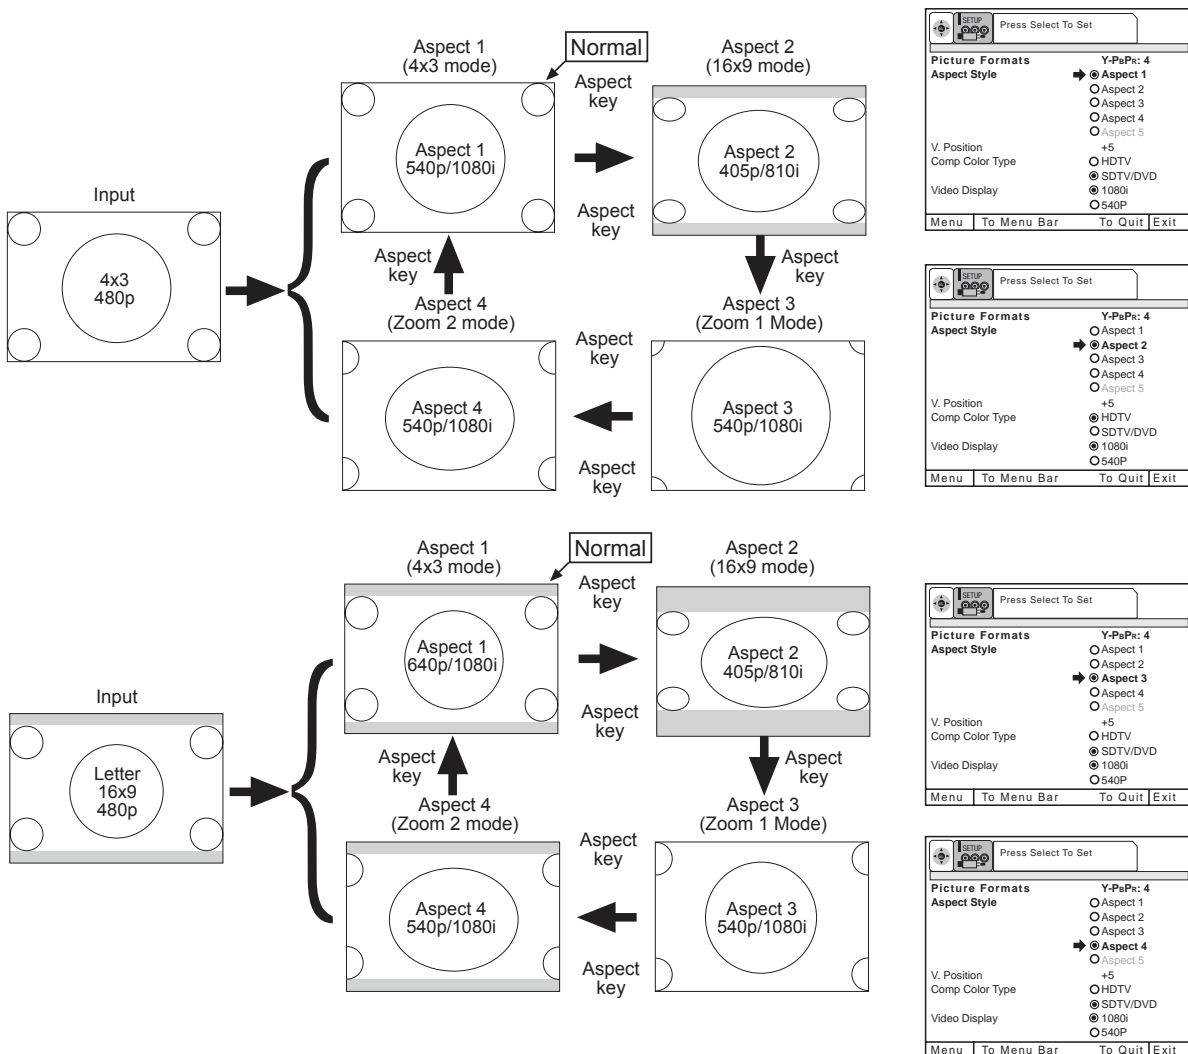 Aspect 1
(4x3 mode)
Normal
Aspect
key
Aspect 2
(16x9 mode)
Aspect 1
540p/1080i
Aspect 2
405p/810i
Aspect
key
Input
4x3
480p
Aspect
key
Aspect
key
Aspect 4
(Zoom 2 mode)
Aspect 3
(Zoom 1 Mode)
Aspect
key
Aspect 4
540p/1080i
Aspect 3
540p/1080i
Aspect
key
Aspect 1
(4x3 mode)
Normal
Aspect
key
Aspect 2
(16x9 mode)
Aspect 1
640p/1080i
Aspect 2
405p/810i
Aspect
key
Input
Letter
16x9
480p
Aspect
key
Aspect
key
Aspect 4
(Zoom 2 mode)
Aspect 3
(Zoom 1 Mode)
Aspect
key
Aspect 4
540p/1080i
Aspect 3
540p/1080i
Aspect
key
SETUP
Press Select To Set
Picture Formats Y-PBPR: 4
Aspect Style Aspect 1
Aspect 2
Aspect 3
Aspect 4
Aspect 5
V. Position +5
Comp Color Type HDTV
SDTV/DVD
Video Display 1080i
540P
Menu To Menu Bar To Quit Exit
SETUP
Press Select To Set
Picture Formats Y-PBPR: 4
Aspect Style Aspect 1
Aspect 2
Aspect 3
Aspect 4
Aspect 5
V. Position +5
Comp Color Type HDTV
SDTV/DVD
Video Display 1080i
540P
Menu To Menu Bar To Quit Exit
SETUP
Press Select To Set
Picture Formats Y-PBPR: 4
Aspect Style Aspect 1
Aspect 2
Aspect 3
Aspect 4
Aspect 5
V. Position +5
Comp Color Type HDTV
SDTV/DVD
Video Display 1080i
540P
Menu To Menu Bar To Quit Exit
SETUP
Press Select To Set
Picture Formats Y-PBPR: 4
Aspect Style Aspect 1
Aspect 2
Aspect 3
Aspect 4
Aspect 5
V. Position +5
Comp Color Type HDTV
SDTV/DVD
Video Display 1080i
540P
Menu To Menu Bar To Quit Exit